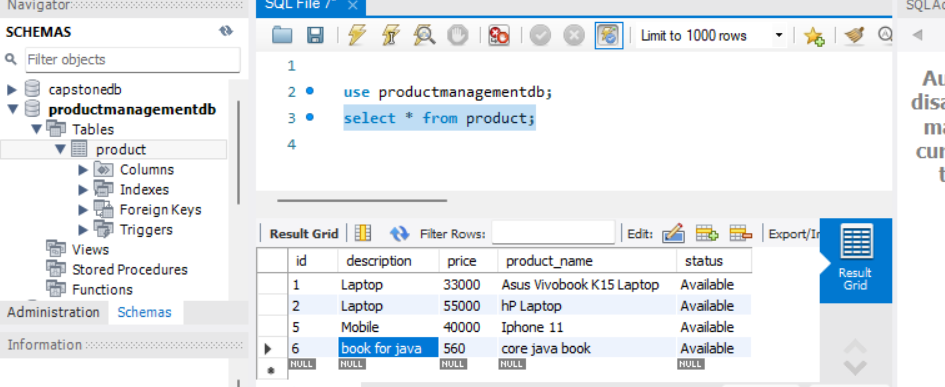 Navigator
SCHEMAS
Filter objects
capstonedb
productmanagementdb
Tables
product
Columns
Indexes
Foreign Keys
Triggers
Views
Stored Procedures
Functions
Administration Schemas
Information
SQL File 7*
Limit to 1000 rows
1
2 use productmanagementdb;
3 select * from product;
4
Result Grid Filter Rows: Edit: Export/Im
id description price product_name status
1 Laptop 33000 Asus Vivobook K15 Laptop Available
2 Laptop 55000 hP Laptop Available
5 Mobile 40000 Iphone 11 Available
6 book for java 560 core java book Available
NULL NULL NULL NULL NULL
Result
Grid